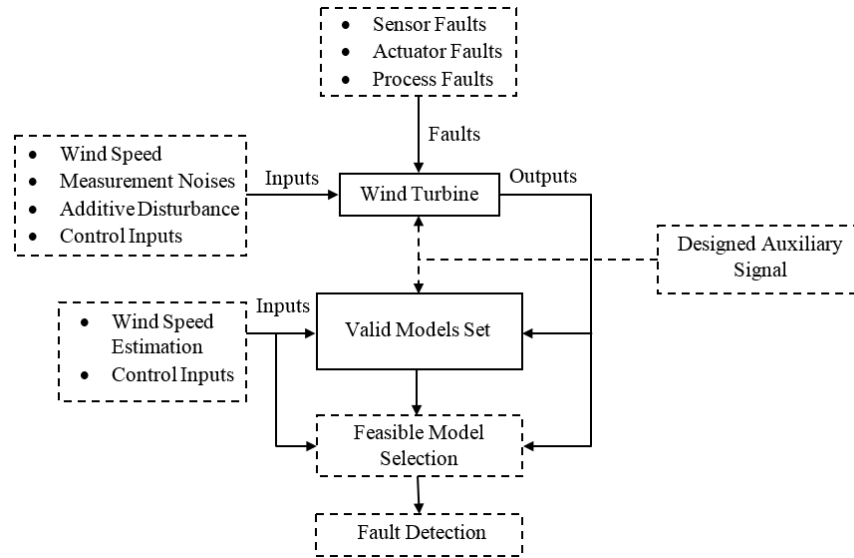 • Sensor Faults
• Actuator Faults
• Process Faults
Faults
• Wind Speed
• Measurement Noises
• Additive Disturbance
• Control Inputs
Inputs
Wind Turbine
Outputs
Designed Auxiliary
Signal
• Wind Speed
Estimation
• Control Inputs
Inputs
Valid Models Set
Feasible Model
Selection
Fault Detection